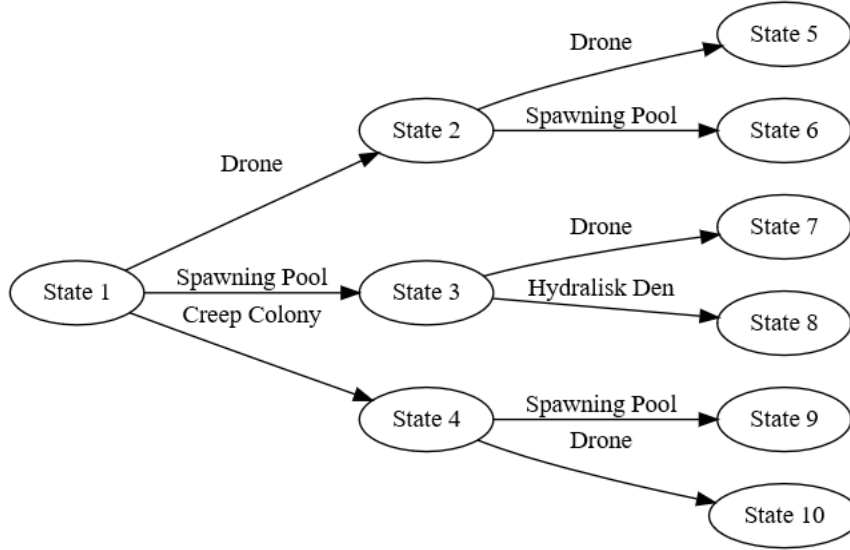 State 5
Drone
State 2
Spawning Pool
State 6
Drone
Drone
State 7
State 1
Spawning Pool
State 3
Hydralisk Den
Creep Colony
State 8
State 4
Spawning Pool
State 9
Drone
State 10